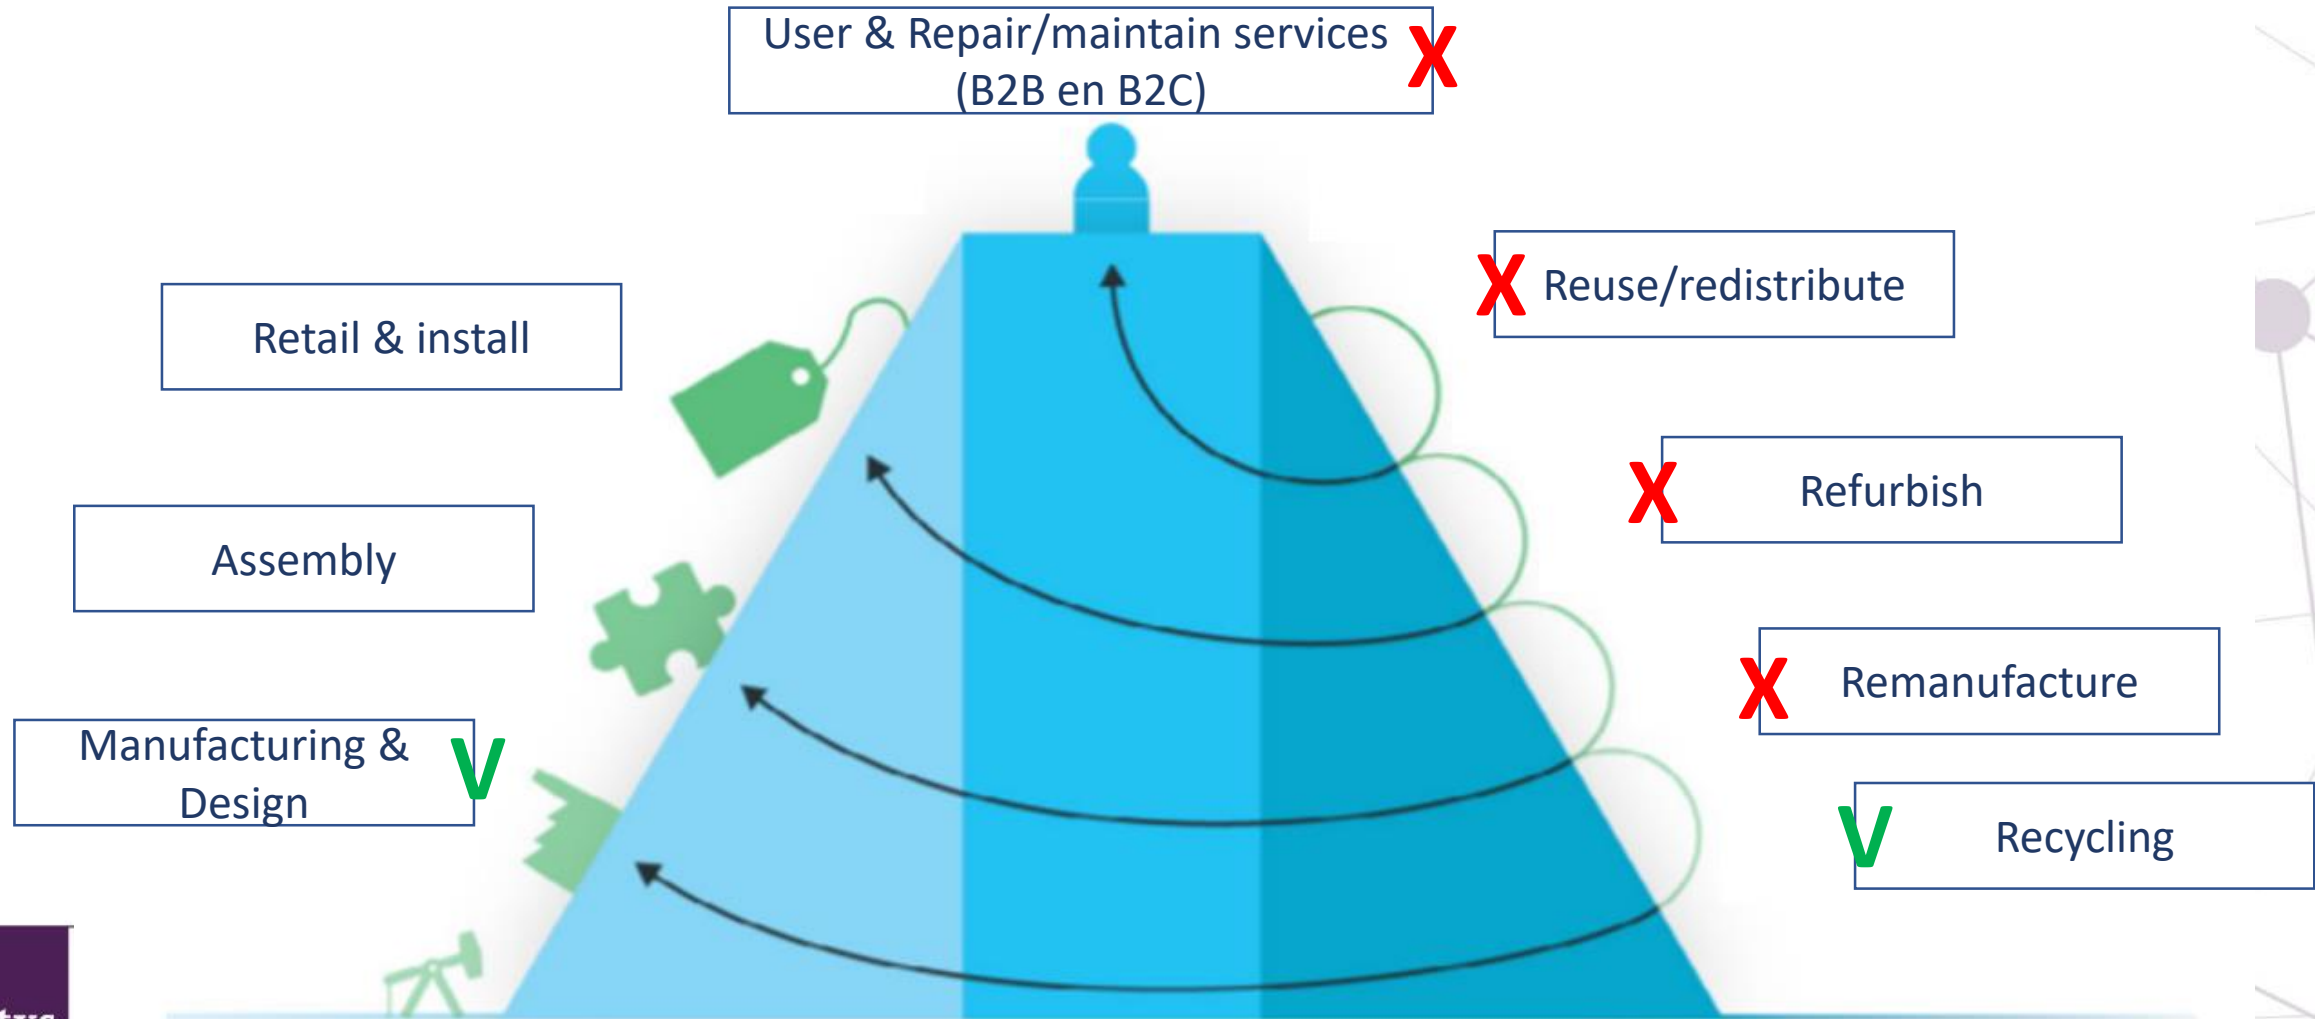 User & Repair/maintain services
(B2B en B2C)
X
X
Reuse/redistribute
Retail & install
X
Refurbish
Assembly
X
Remanufacture
Manufacturing &
Design
V
V
Recycling